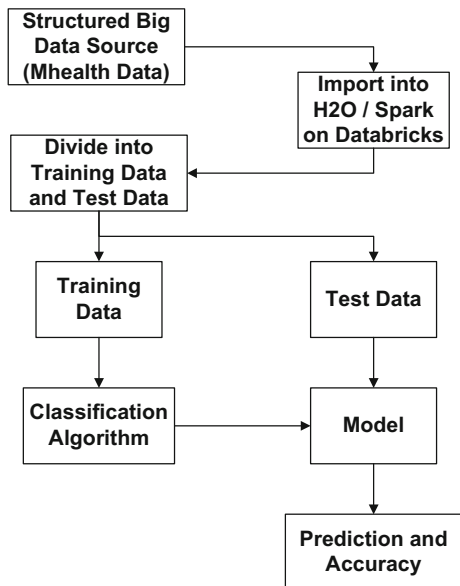 Structured Big
Data Source
(Mhealth Data)
Import into
H2O / Spark
on Databricks
Divide into
Training Data
and Test Data
Training
Data
Test Data
Classification
Algorithm
Model
Prediction and
Accuracy